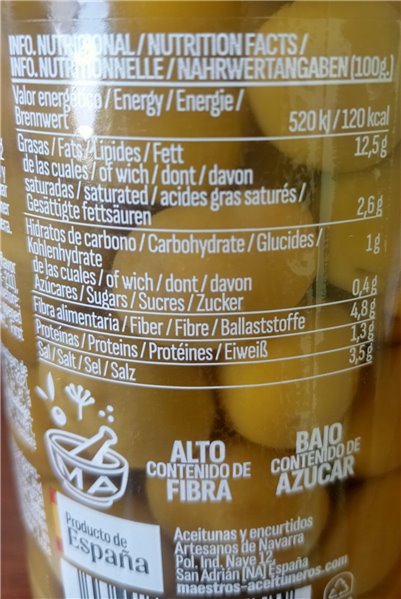 INFO. NUTRICIONAL / NUTRITION FACTS /
INFO. NUTRITIONNELLE / NÄHRWERTANGABEN (100g.)
Valor energético / Energy / Energie /
Brennwert 520 kJ / 120 kcal
Grasas / Fats / Lípides / Fett 12,5g
de las cuales / of wich / dont / davon
saturadas / saturated / acides gras saturés /
Gesättigte fettsäuren 2,6g
Hidratos de carbono / Carbohydrate / Glucides /
Kohlenhydrate 1g
de las cuales / of wich / dont / davon
Azúcares / Sugars / Sucres / Zucker 0,4g
Fibra alimentaria / Fiber / Fibre / Ballaststoffe 4,8g
Proteínas / Proteins / Protéines / Eiweiß 1,3g
Sal / Salt / Sel / Salz 3,5g
MA
ALTO
CONTENIDO DE
FIBRA
BAJO
CONTENIDO DE
AZÚCAR
Producto de
España
Aceitunas y encurtidos
Artesanos de Navarra
Pol. Ind. Nave 12
San Adrián [NA] España
maestros-aceituneros.com